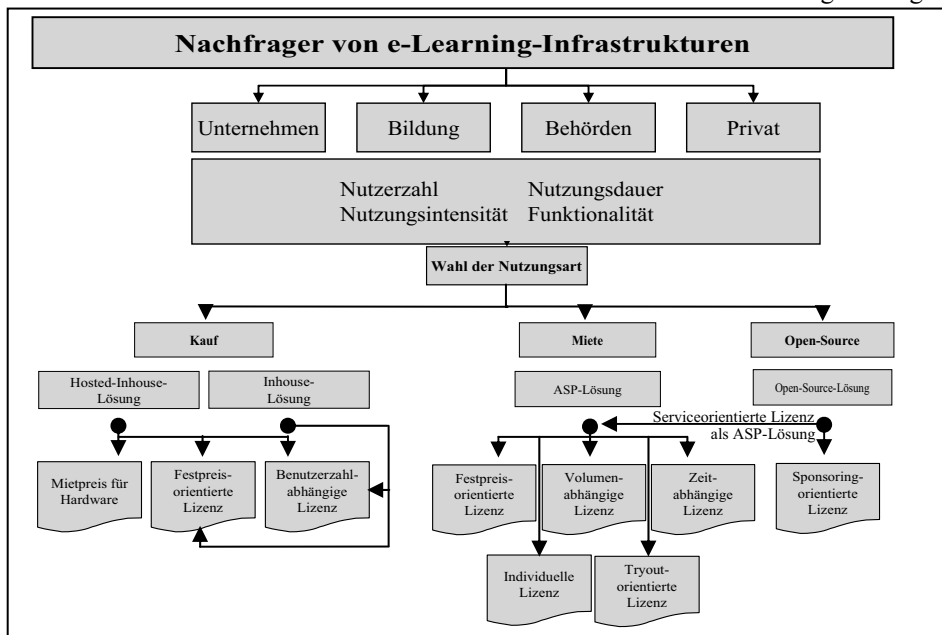 Nachfrager von e-Learning-Infrastrukturen
Unternehmen
Bildung
Behörden
Privat
Nutzerzahl
Nutzungsdauer
Nutzungsintensität
Funktionalität
Wahl der Nutzungsart
Kauf
Miete
Open-Source
Hosted-Inhouse-
Lösung
Inhouse-
Lösung
ASP-Lösung
Open-Source-Lösung
Serviceorientierte Lizenz
als ASP-Lösung
Mietpreis für
Hardware
Festpreis-
orientierte
Lizenz
Benutzerzahl-
abhängige
Lizenz
Festpreis-
orientierte
Lizenz
Volumen-
abhängige
Lizenz
Zeit-
abhängige
Lizenz
Sponsoring-
orientierte
Lizenz
Individuelle
Lizenz
Tryout-
orientierte
Lizenz